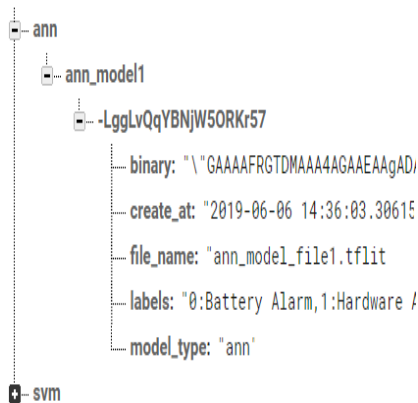 ann
ann_model1
-LggLvQqYBNjW5ORKr57
binary: "\"GAAAAFRGTDMAAA4AGAAEAAgADA
create_at: "2019-06-06 14:36:03.30615
file_name: "ann_model_file1.tflit
labels: "0:Battery Alarm,1:Hardware A
model_type: "ann'
svm